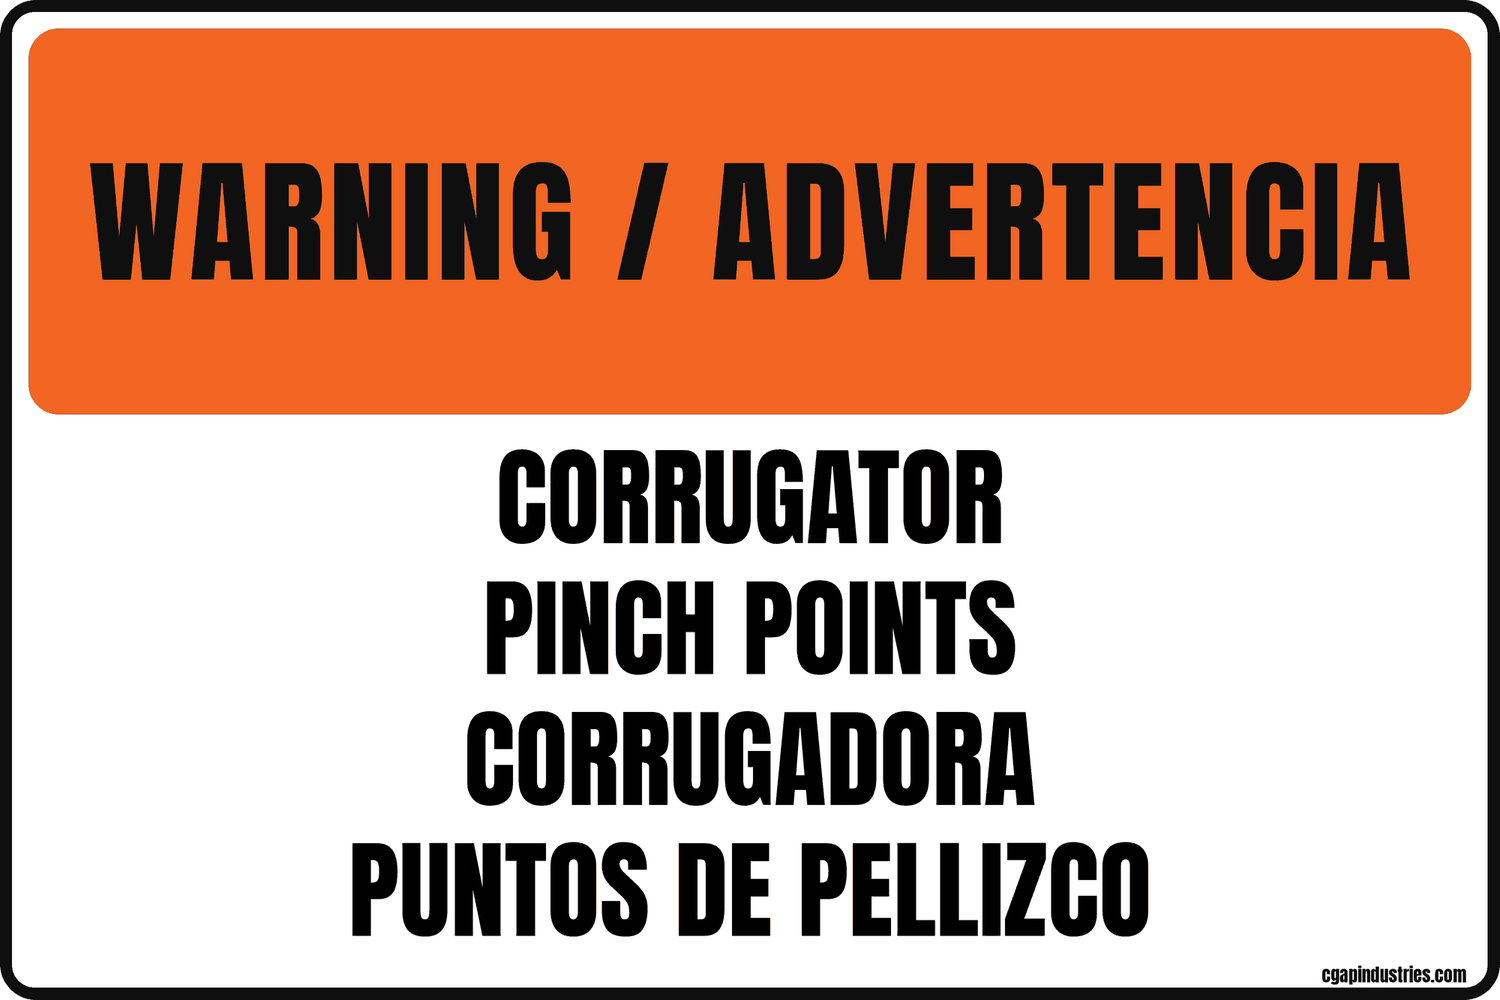 WARNING / ADVERTENCIA
CORRUGATOR
PINCH POINTS
CORRUGADORA
PUNTOS DE PELLIZCO
cgapindustries.com